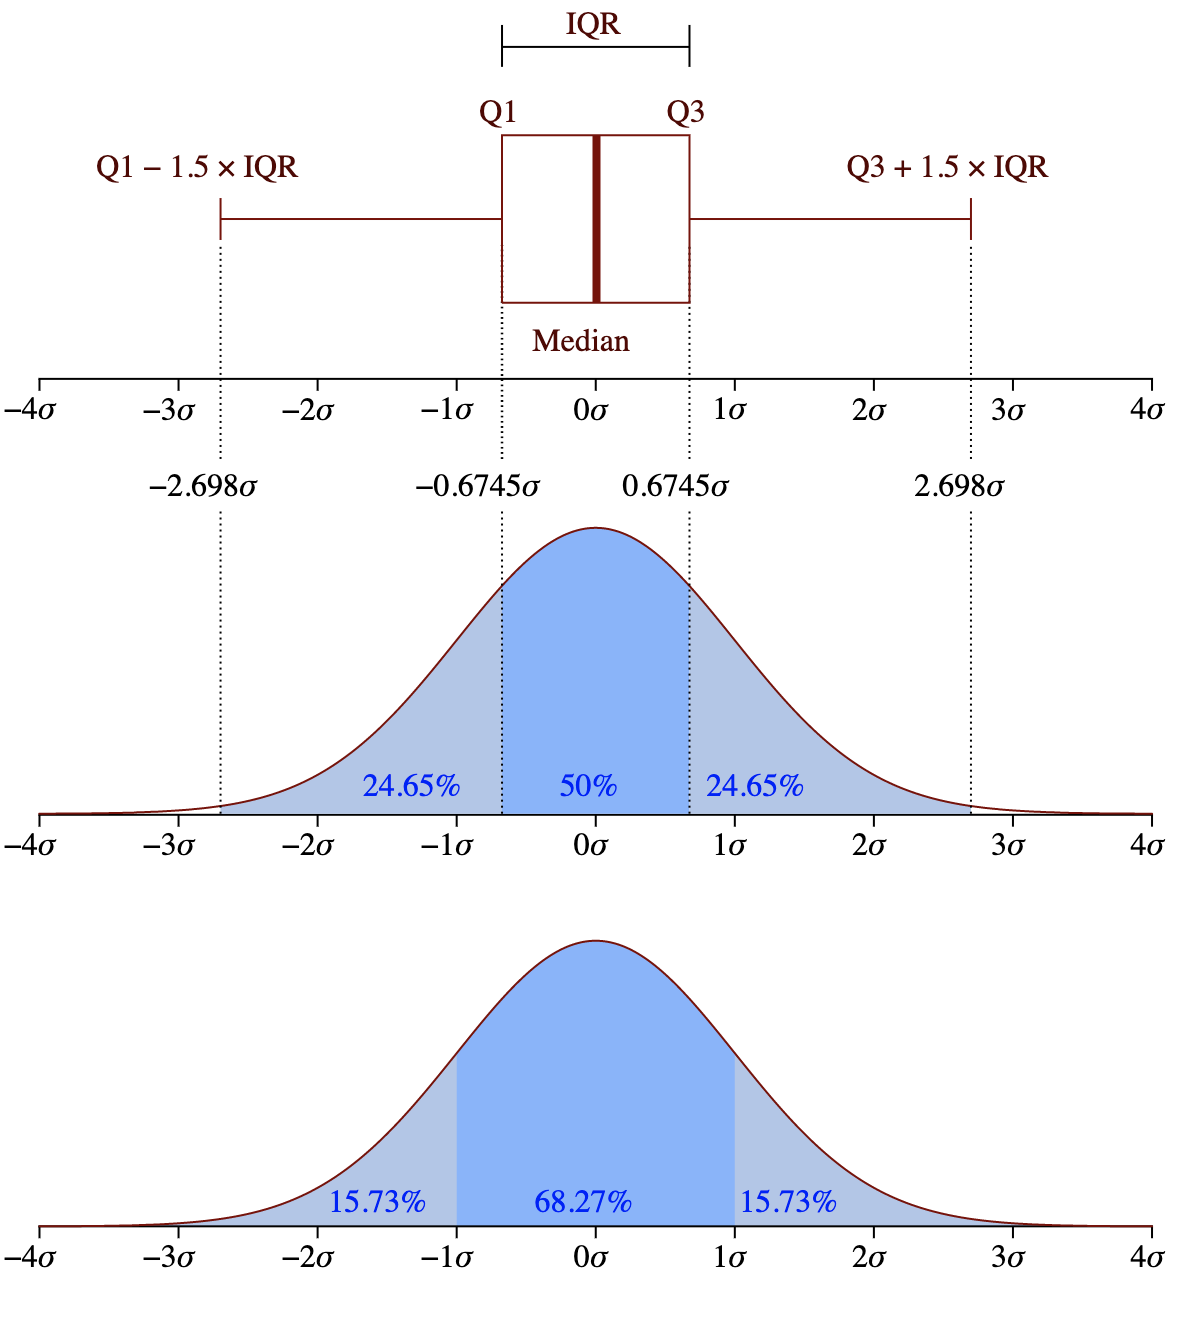 IQR
Q1 Q3
Q1 − 1.5 × IQR Q3 + 1.5 × IQR
Median
−4σ −3σ −2σ −1σ 0σ 1σ 2σ 3σ 4σ
−2.698σ −0.6745σ 0.6745σ 2.698σ
24.65% 50% 24.65%
−4σ −3σ −2σ −1σ 0σ 1σ 2σ 3σ 4σ
15.73% 68.27% 15.73%
−4σ −3σ −2σ −1σ 0σ 1σ 2σ 3σ 4σ